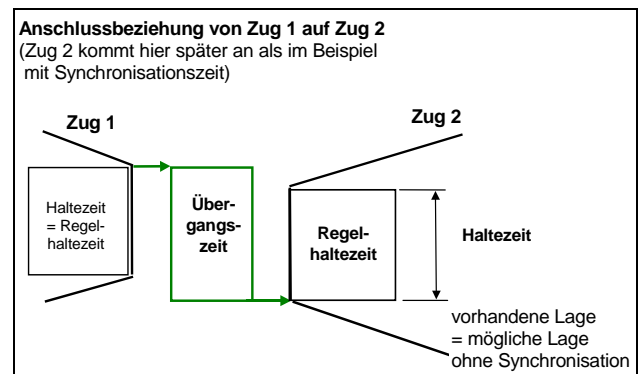 Anschlussbeziehung von Zug 1 auf Zug 2
(Zug 2 kommt hier später an als im Beispiel
mit Synchronisationszeit)
Zug 1
Zug 2
Haltezeit
= Regel-
haltezeit
Über-
gangs-
zeit
Regel-
haltezeit
Haltezeit
vorhandene Lage
= mögliche Lage
ohne Synchronisation